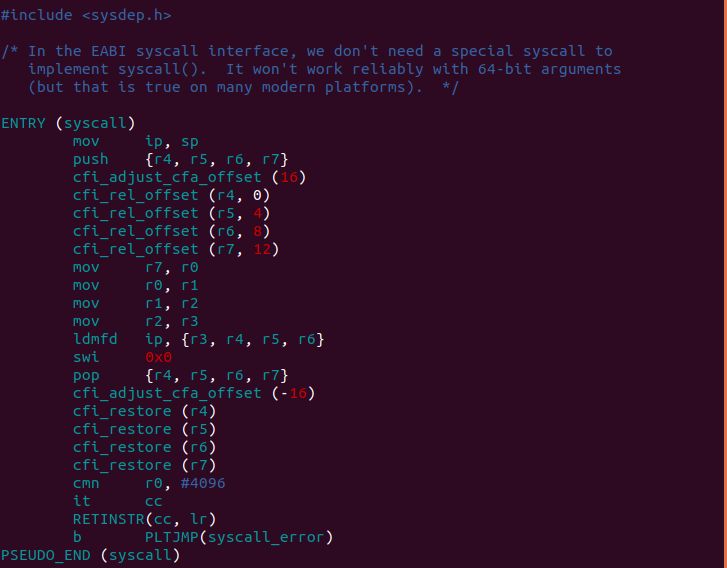 #include <sysdep.h>
/* In the EABI syscall interface, we don't need a special syscall to
implement syscall().  It won't work reliably with 64-bit arguments
(but that is true on many modern platforms).  */
ENTRY (syscall)
mov ip, sp
push {r4, r5, r6, r7}
cfi_adjust_cfa_offset (16)
cfi_rel_offset (r4, 0)
cfi_rel_offset (r5, 4)
cfi_rel_offset (r6, 8)
cfi_rel_offset (r7, 12)
mov r7, r0
mov r0, r1
mov r1, r2
mov r2, r3
ldmfd ip, {r3, r4, r5, r6}
swi 0x0
pop {r4, r5, r6, r7}
cfi_adjust_cfa_offset (-16)
cfi_restore (r4)
cfi_restore (r5)
cfi_restore (r6)
cfi_restore (r7)
cmn r0, #4096
it cc
RETINSTR(cc, lr)
b PLTJMP(syscall_error)
PSEUDO_END (syscall)